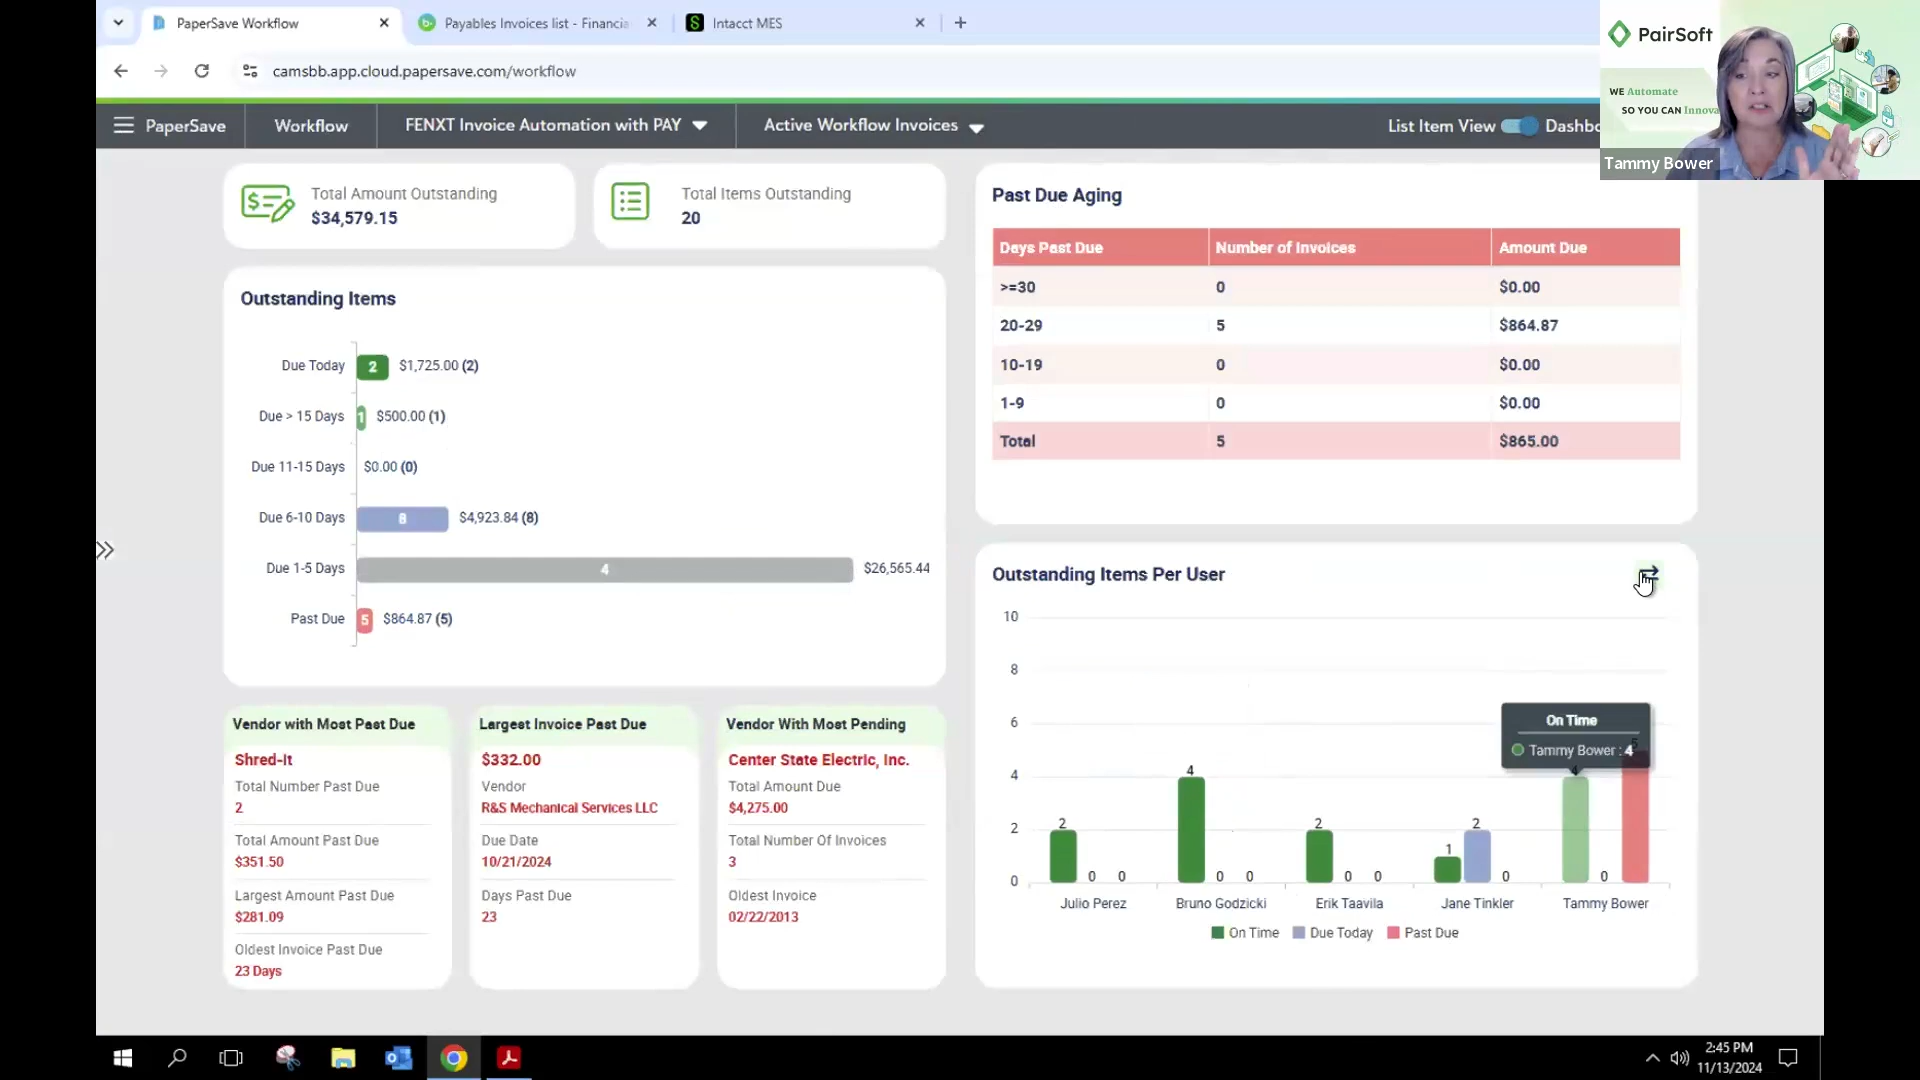 PaperSave Workflow
Payables Invoices list - Financia
Intacct MES
camsbb.app.cloud.papersave.com/workflow
PairSoft
WE Automate
SO YOU CAN Innova
Tammy Bower
PaperSave
Workflow
FENXT Invoice Automation with PAY
Active Workflow Invoices
List Item View
Dashbo
Total Amount Outstanding
$34,579.15
Total Items Outstanding
20
Outstanding Items
Due Today 2 $1,725.00 (2)
Due > 15 Days 1 $500.00 (1)
Due 11-15 Days $0.00 (0)
Due 6-10 Days 8 $4,923.84 (8)
Due 1-5 Days 4 $26,565.44
Past Due 5 $864.87 (5)
Past Due Aging
Days Past Due Number of Invoices Amount Due
>=30 0 $0.00
20-29 5 $864.87
10-19 0 $0.00
1-9 0 $0.00
Total 5 $865.00
Vendor with Most Past Due
Shred-It
Total Number Past Due
2
Total Amount Past Due
$351.50
Largest Amount Past Due
$281.09
Oldest Invoice Past Due
23 Days
Largest Invoice Past Due
$332.00
Vendor
R&S Mechanical Services LLC
Due Date
10/21/2024
Days Past Due
23
Vendor With Most Pending
Center State Electric, Inc.
Total Amount Due
$4,275.00
Total Number Of Invoices
3
Oldest Invoice
02/22/2013
Outstanding Items Per User
10
8
6
4
2
0
On Time
Tammy Bower : 4
2 0 0
4 0 0
2 0 0
1 2 0
4 0 5
Julio Perez Bruno Godzicki Erik Taavila Jane Tinkler Tammy Bower
On Time Due Today Past Due
2:45 PM
11/13/2024